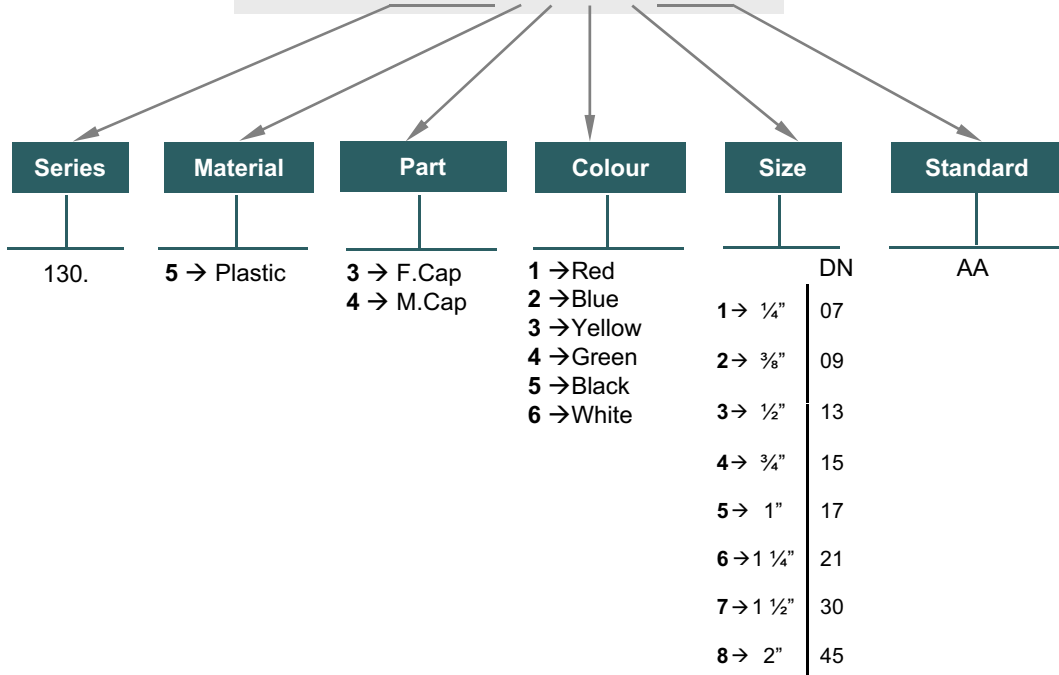 Series Material Part Colour Size Standard
130.
5 → Plastic
3 → F.Cap
4 → M.Cap
1 →Red
2 →Blue
3 →Yellow
4 →Green
5 →Black
6 →White
DN
1→ ¼” 07
2→ ⅜” 09
3→ ½” 13
4→ ¾” 15
5→ 1” 17
6→1 ¼” 21
7→1 ½” 30
8→ 2” 45
AA